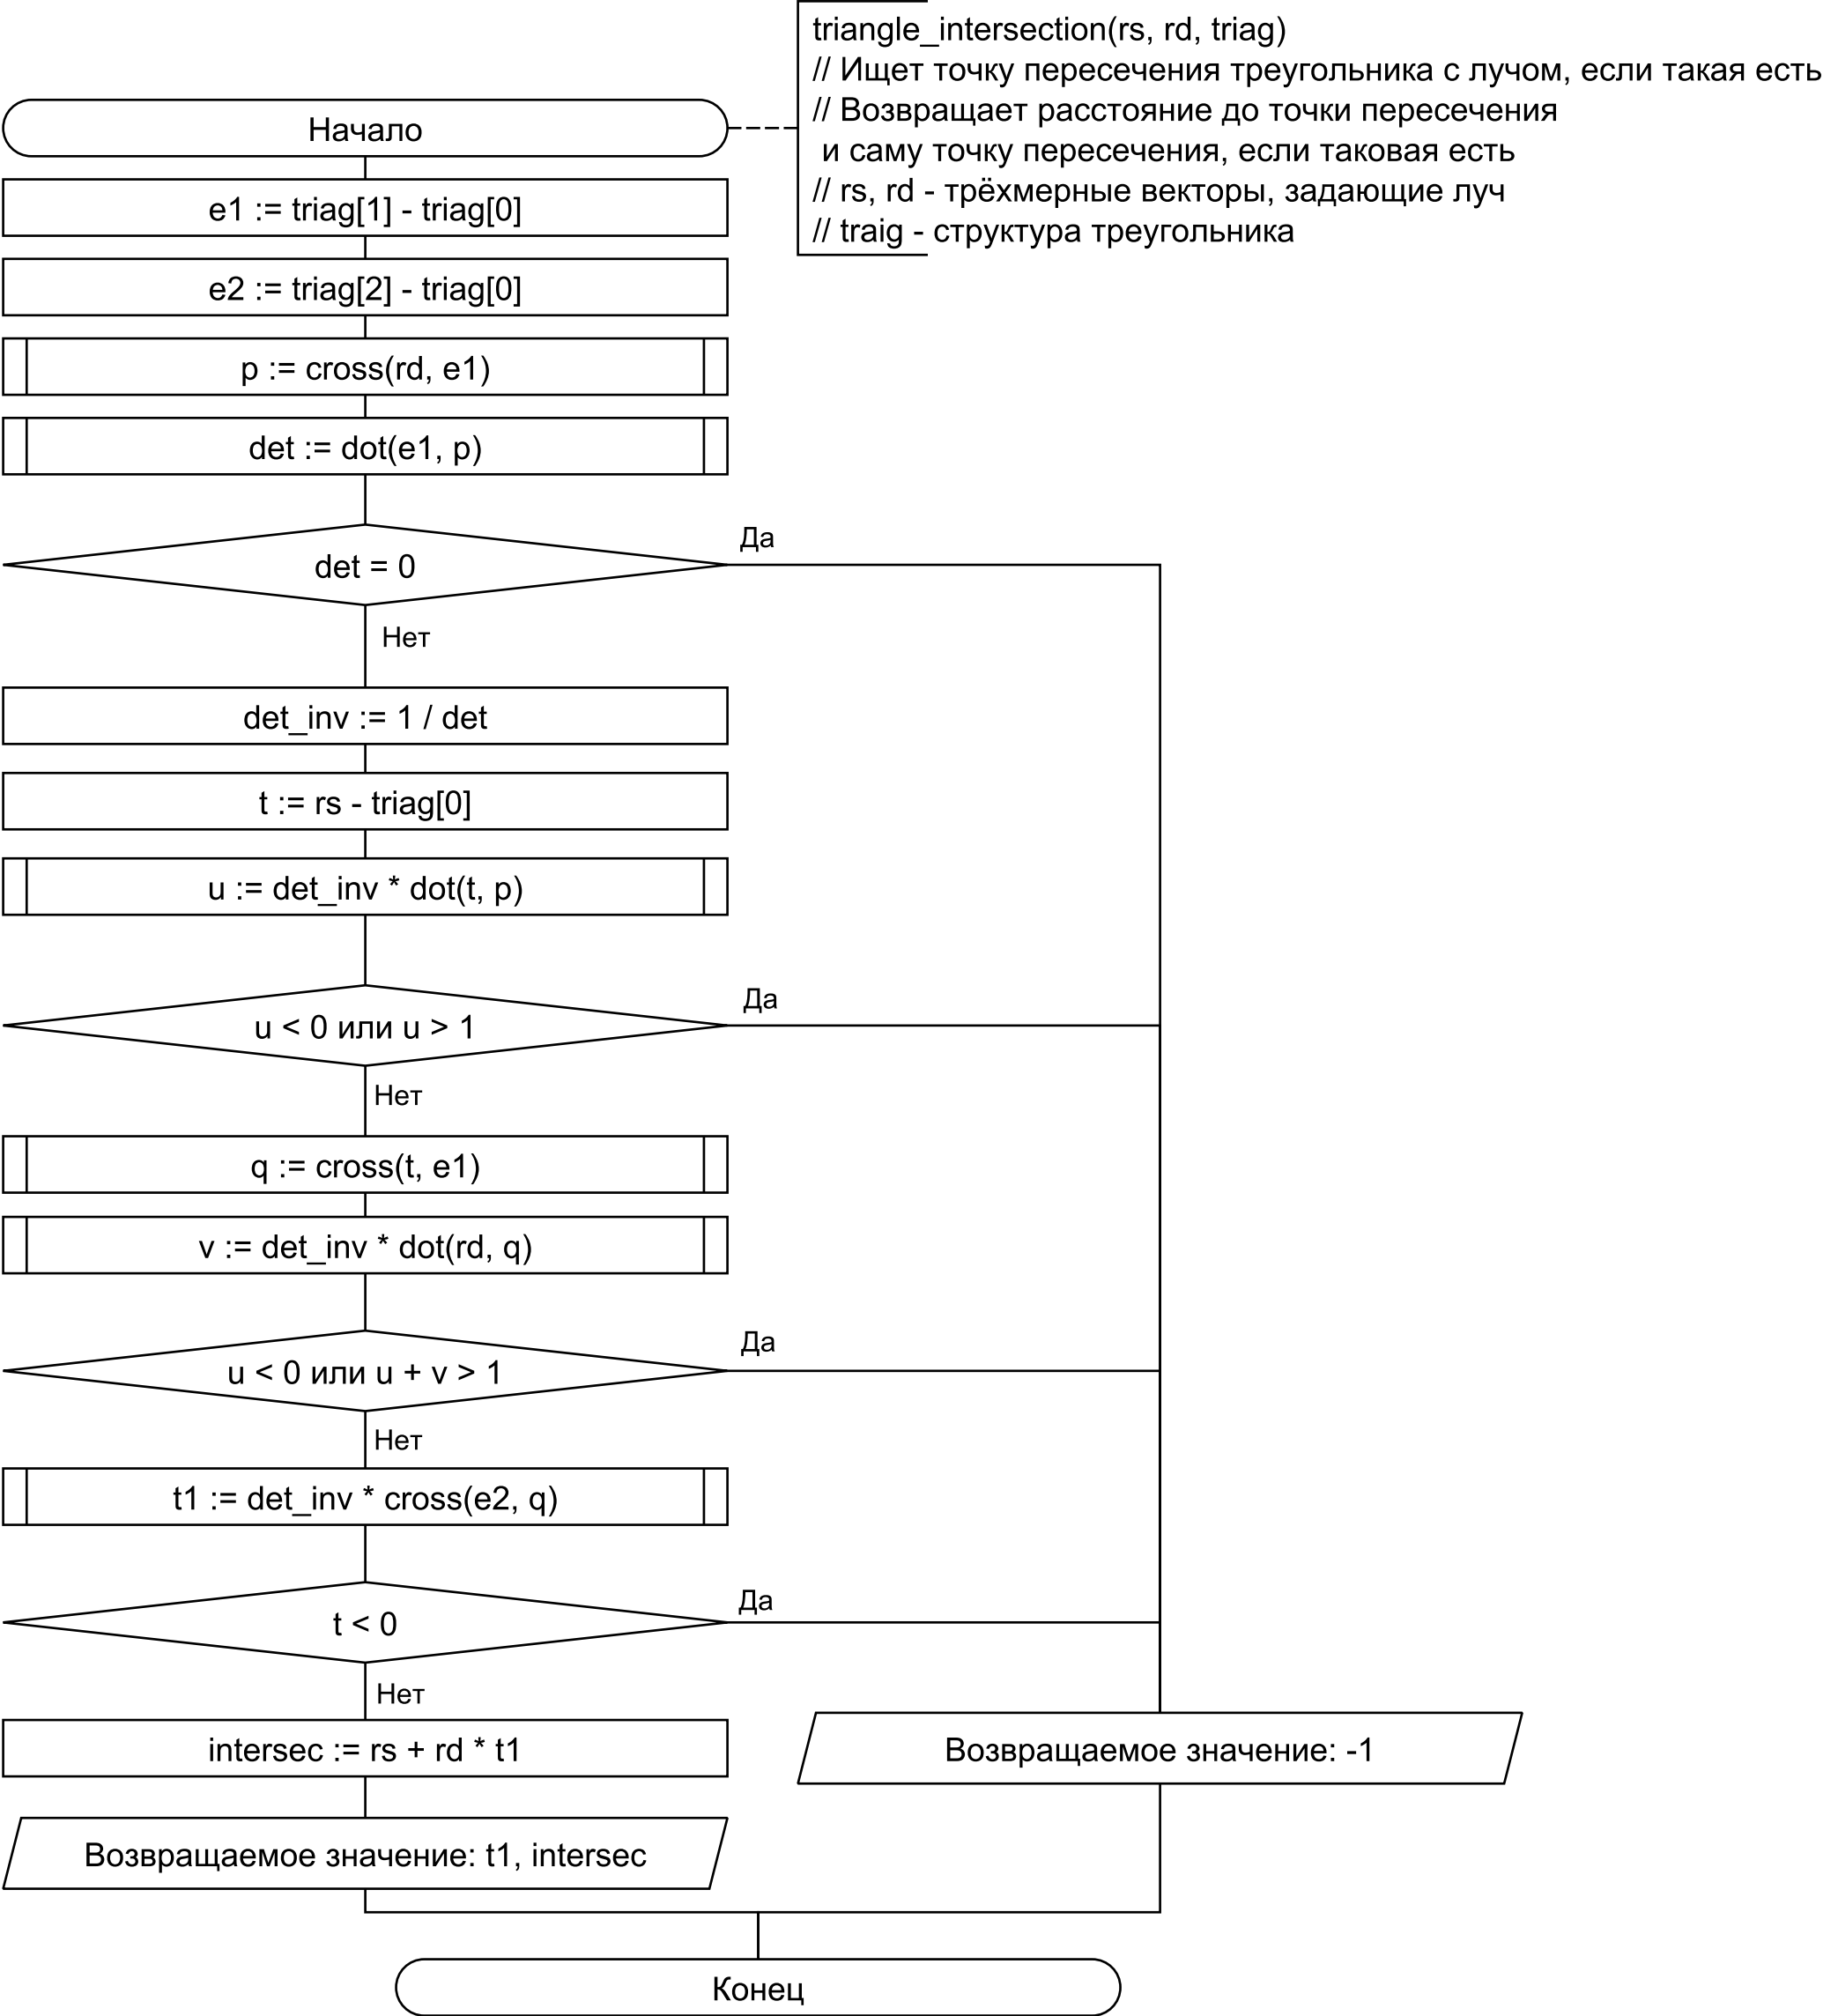 triangle_intersection(rs, rd, triag)
// Ищет точку пересечения треугольника с лучом, если такая есть
// Возвращает расстояние до точки пересечения
и саму точку пересечения, если таковая есть
// rs, rd - трёхмерные векторы, задающие луч
// traig - структура треугольника
Начало
e1 := triag[1] - triag[0]
e2 := triag[2] - triag[0]
p := cross(rd, e1)
det := dot(e1, p)
det = 0
Да
Нет
det_inv := 1 / det
t := rs - triag[0]
u := det_inv * dot(t, p)
u < 0 или u > 1
Да
Нет
q := cross(t, e1)
v := det_inv * dot(rd, q)
u < 0 или u + v > 1
Да
Нет
t1 := det_inv * cross(e2, q)
t < 0
Да
Нет
intersec := rs + rd * t1
Возвращаемое значение: -1
Возвращаемое значение: t1, intersec
Конец